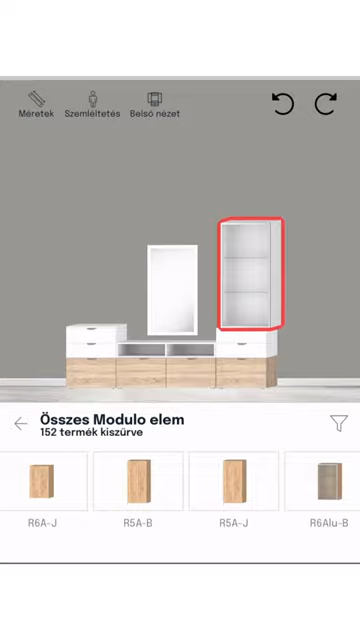 Méretek Szemléltetés Belső nézet
Összes Modulo elem
152 termék kiszűrve
R6A-J R5A-B R5A-J R6Alu-B